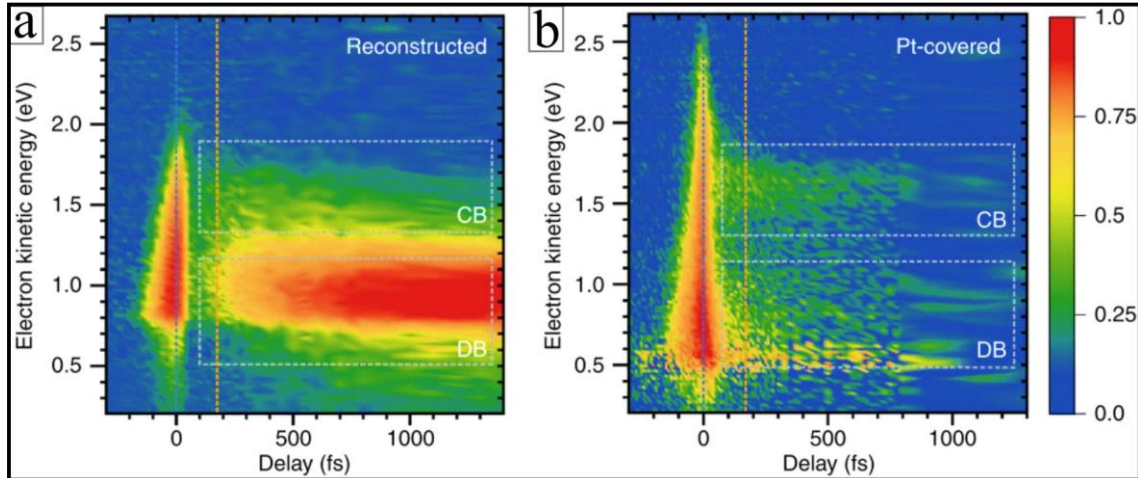 a
Reconstructed
CB
DB
Electron kinetic energy (eV)
2.5
2.0
1.5
1.0
0.5
0
500
1000
Delay (fs)
b
Pt-covered
CB
DB
Electron kinetic energy (eV)
2.5
2.0
1.5
1.0
0.5
0
500
1000
Delay (fs)
1.0
0.75
0.5
0.25
0.0